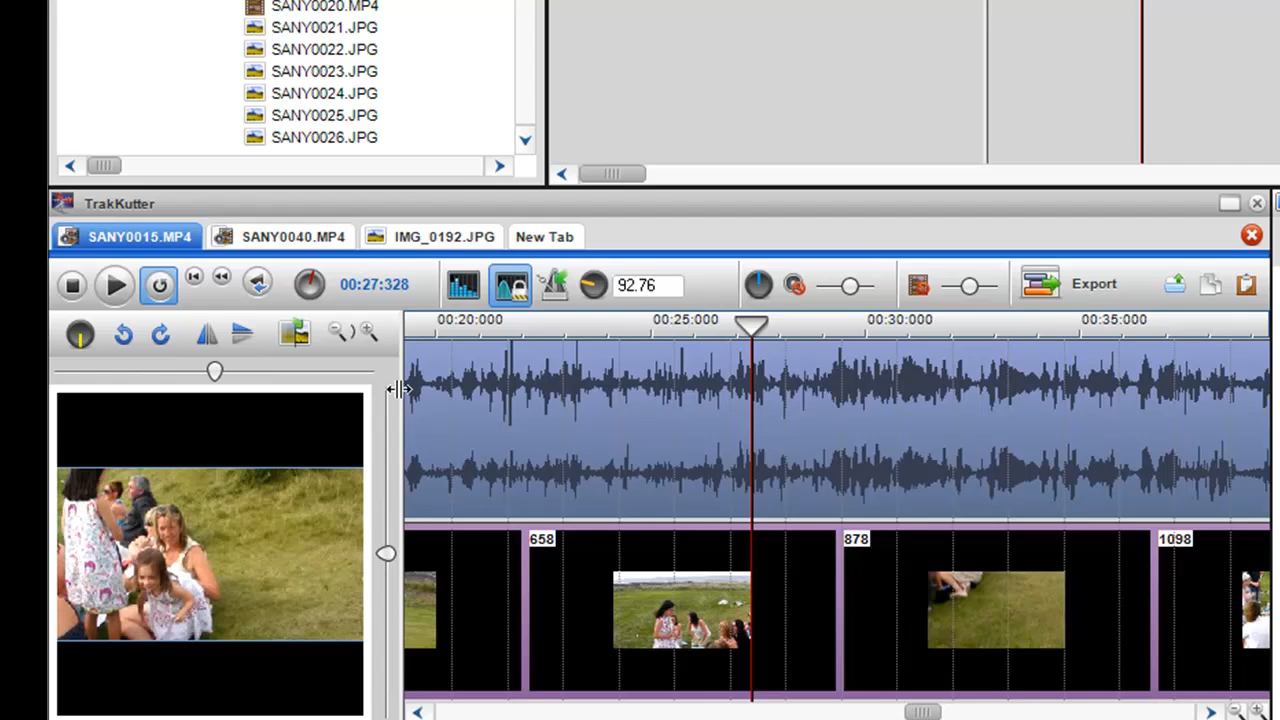 SANY0020.MP4
SANY0021.JPG
SANY0022.JPG
SANY0023.JPG
SANY0024.JPG
SANY0025.JPG
SANY0026.JPG
TrakKutter
SANY0015.MP4 SANY0040.MP4 IMG_0192.JPG New Tab
00:27:328 92.76 Export
00:20:000 00:25:000 00:30:000 00:35:000
658 878 1098